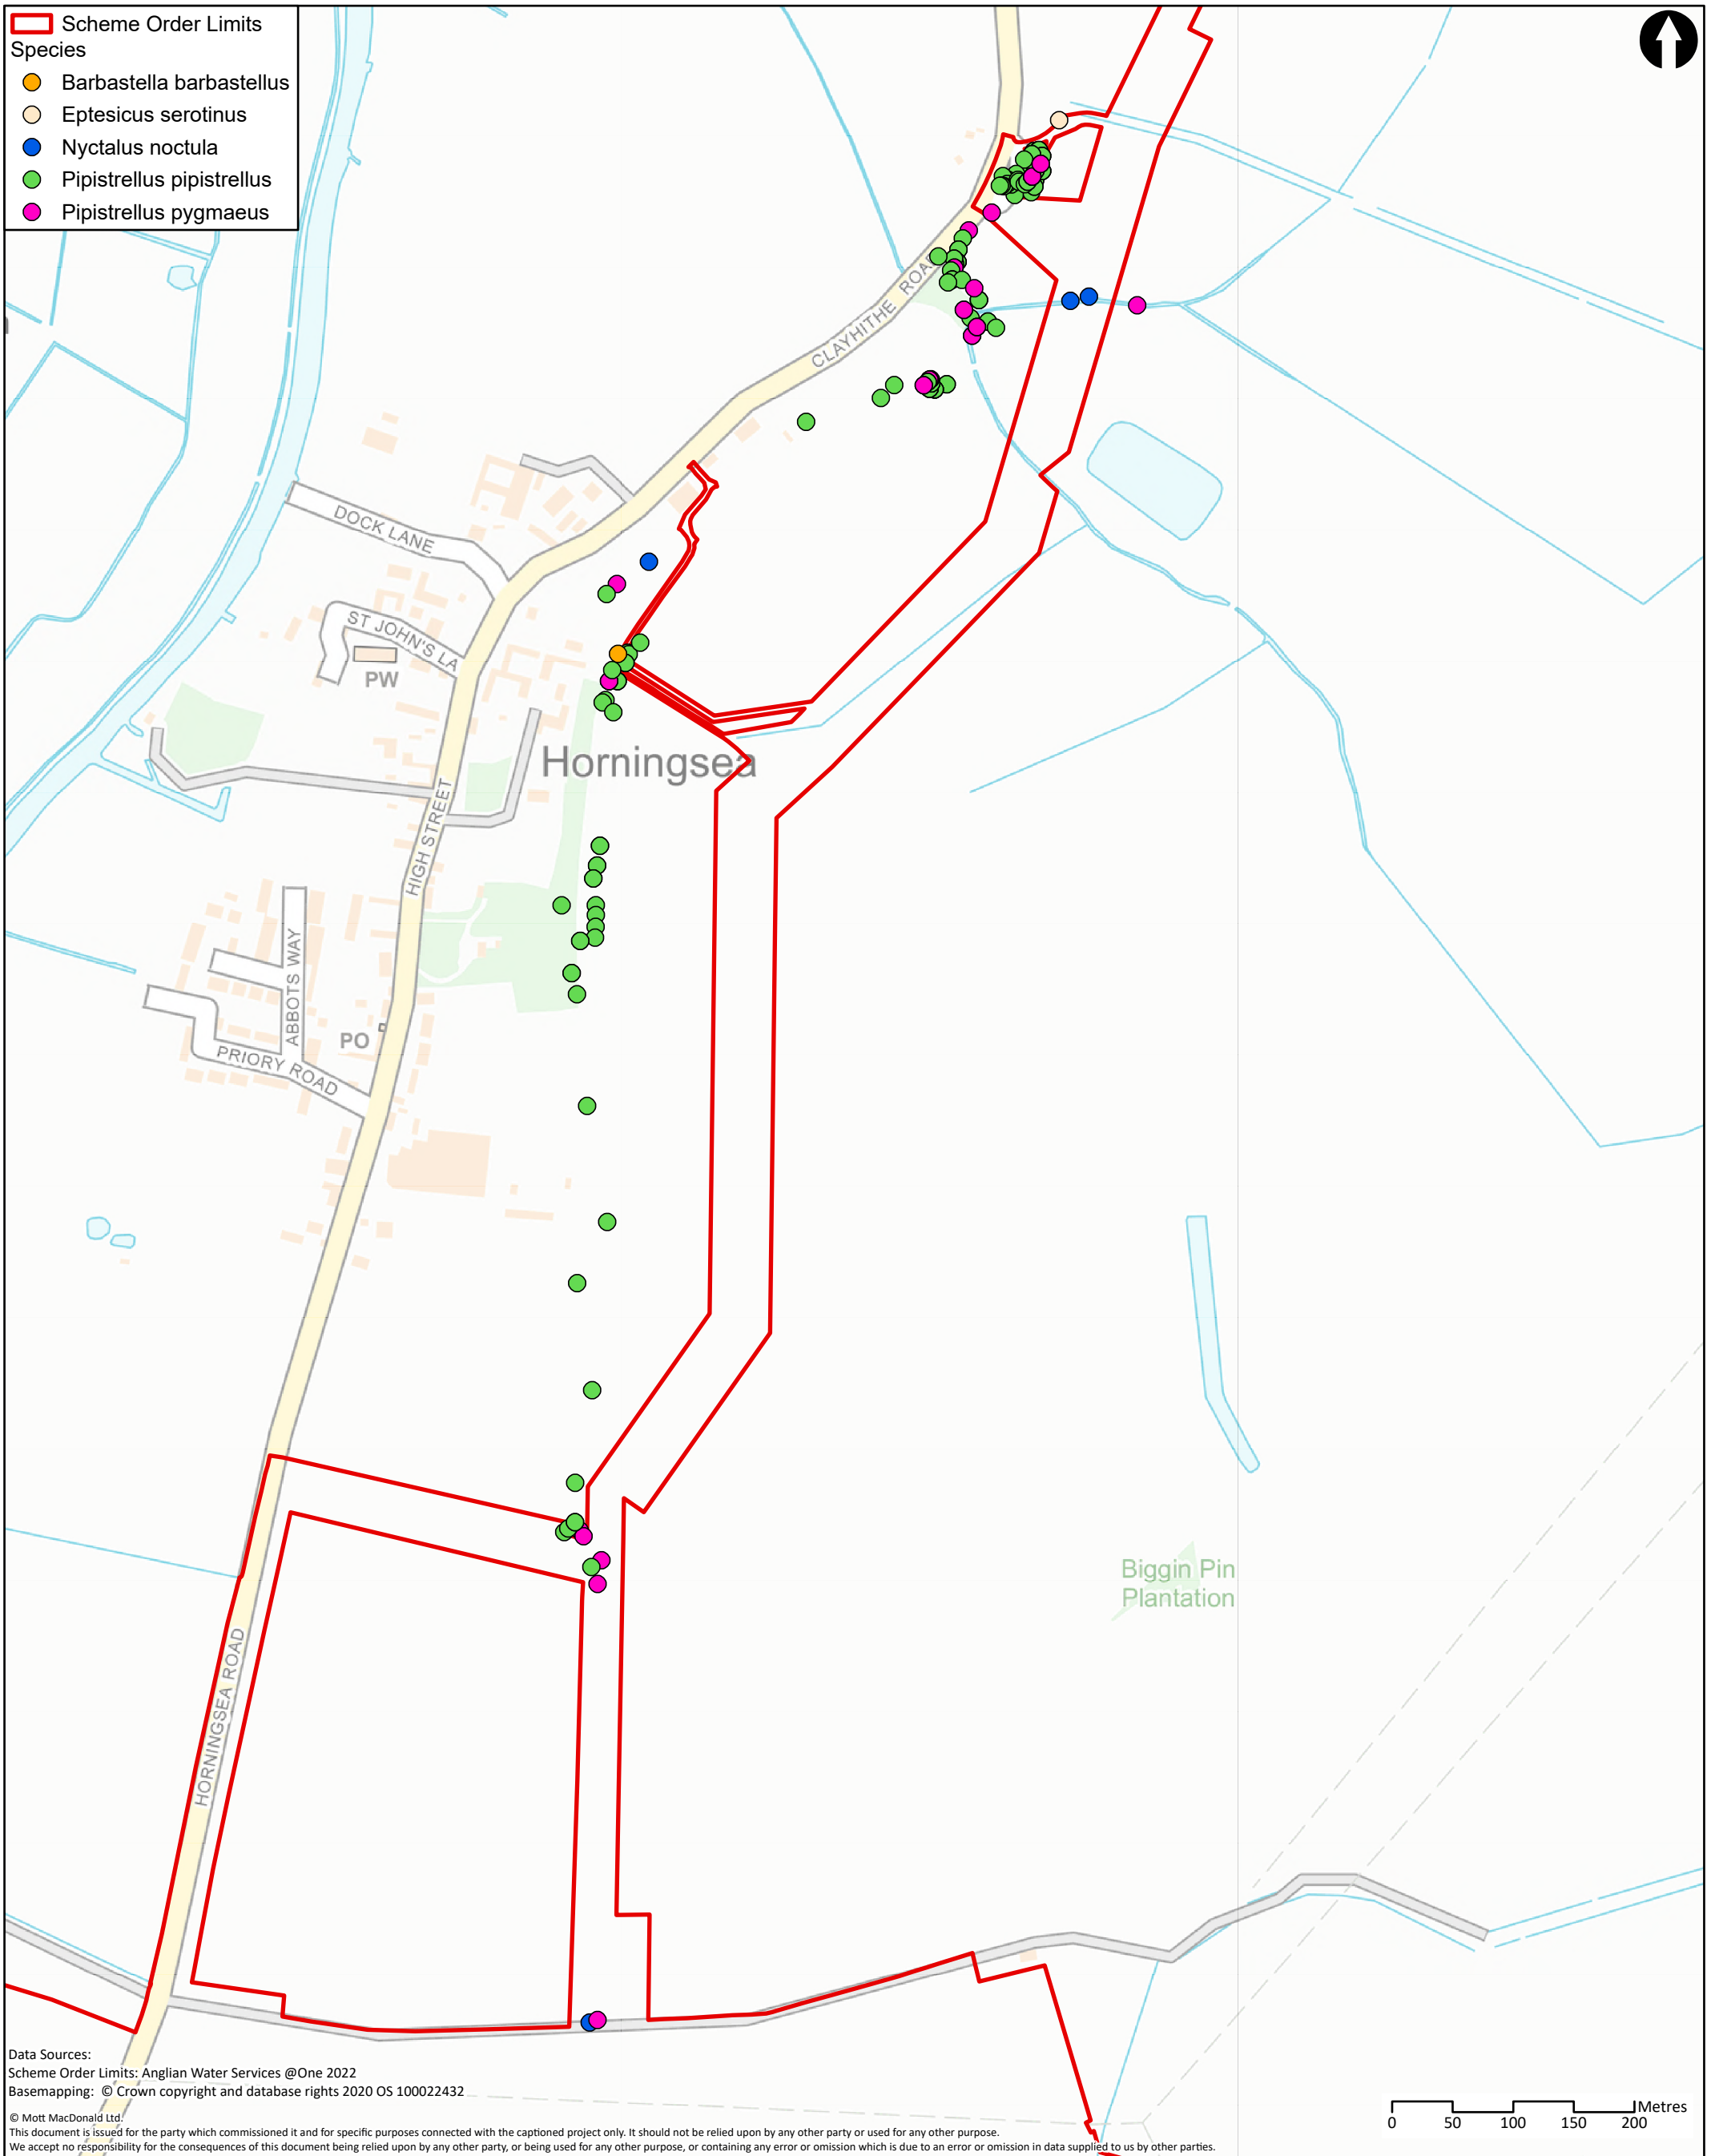 Scheme Order Limits
Species
Barbastella barbastellus
Eptesicus serotinus
Nyctalus noctula
Pipistrellus pipistrellus
Pipistrellus pygmaeus
CLAYHITHE ROAD
DOCK LANE
ST JOHN'S LA
PW
Horningsea
HIGH STREET
ABBOTS WAY
PO
PRIORY ROAD
Biggin Pin
Plantation
HORNINGSEA ROAD
Data Sources:
Scheme Order Limits: Anglian Water Services @One 2022
Basemapping: © Crown copyright and database rights 2020 OS 100022432
© Mott MacDonald Ltd.
This document is issued for the party which commissioned it and for specific purposes connected with the captioned project only. It should not be relied upon by any other party or used for any other purpose.
We accept no responsibility for the consequences of this document being relied upon by any other party, or being used for any other purpose, or containing any error or omission which is due to an error or omission in data supplied to us by other parties.
Metres
0 50 100 150 200